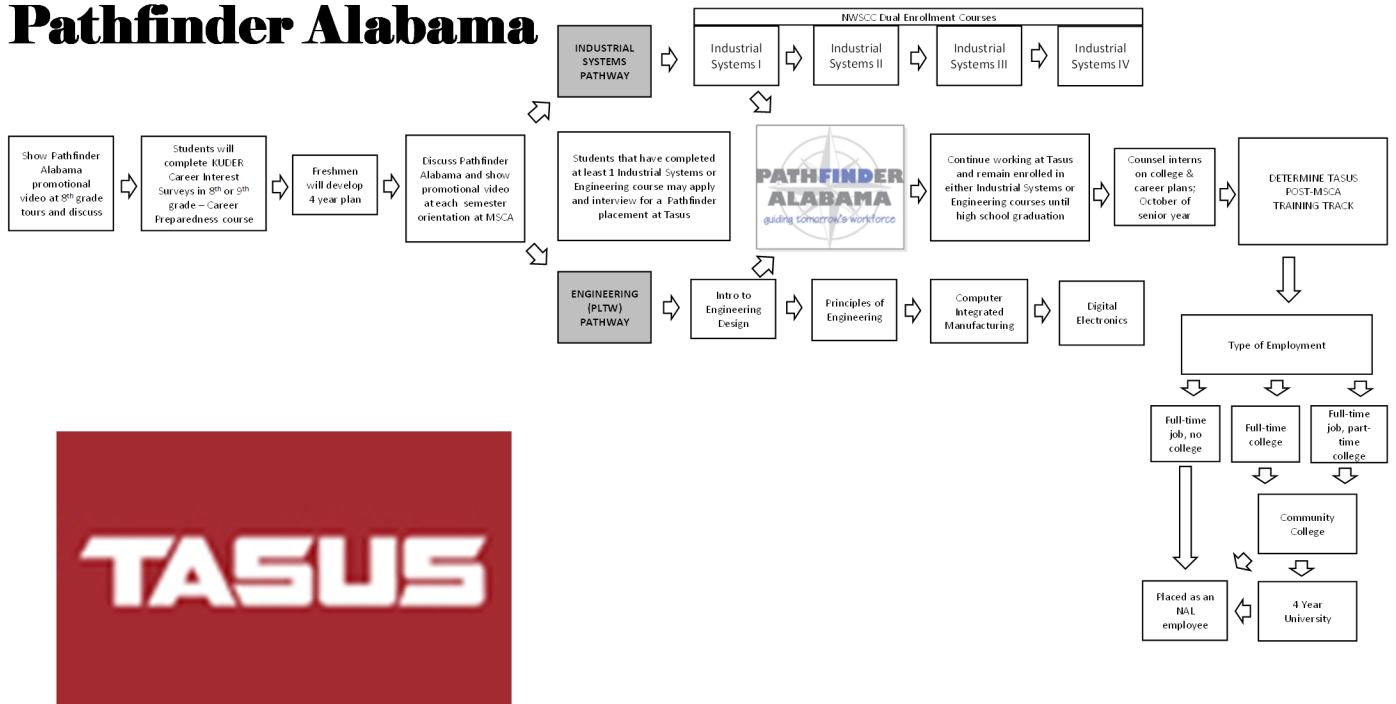 Pathfinder Alabama
NWSCC Dual Enrollment Courses
INDUSTRIAL
SYSTEMS
PATHWAY
Industrial
Systems I
Industrial
Systems II
Industrial
Systems III
Industrial
Systems IV
Show Pathfinder
Alabama
promotional
video at 8th grade
tours and discuss
Students will
complete KUDER
Career Interest
Surveys in 8th or 9th
grade – Career
Preparedness course
Freshmen
will develop
4 year plan
Discuss Pathfinder
Alabama and show
promotional video
at each semester
orientation at MSCA
Students that have completed
at least 1 Industrial Systems or
Engineering course may apply
and interview for a Pathfinder
placement at Tasus
PATHFINDER
ALABAMA
guiding tomorrow's workforce
Continue working at Tasus
and remain enrolled in
either Industrial Systems or
Engineering courses until
high school graduation
Counsel interns
on college &
career plans;
October of
senior year
DETERMINE TASUS
POST-MSCA
TRAINING TRACK
ENGINEERING
(PLTW)
PATHWAY
Intro to
Engineering
Design
Principles of
Engineering
Computer
Integrated
Manufacturing
Digital
Electronics
Type of Employment
Full-time
job, no
college
Full-time
college
Full-time
job, part-
time
college
Community
College
Placed as an
NAL
employee
4 Year
University
TASUS